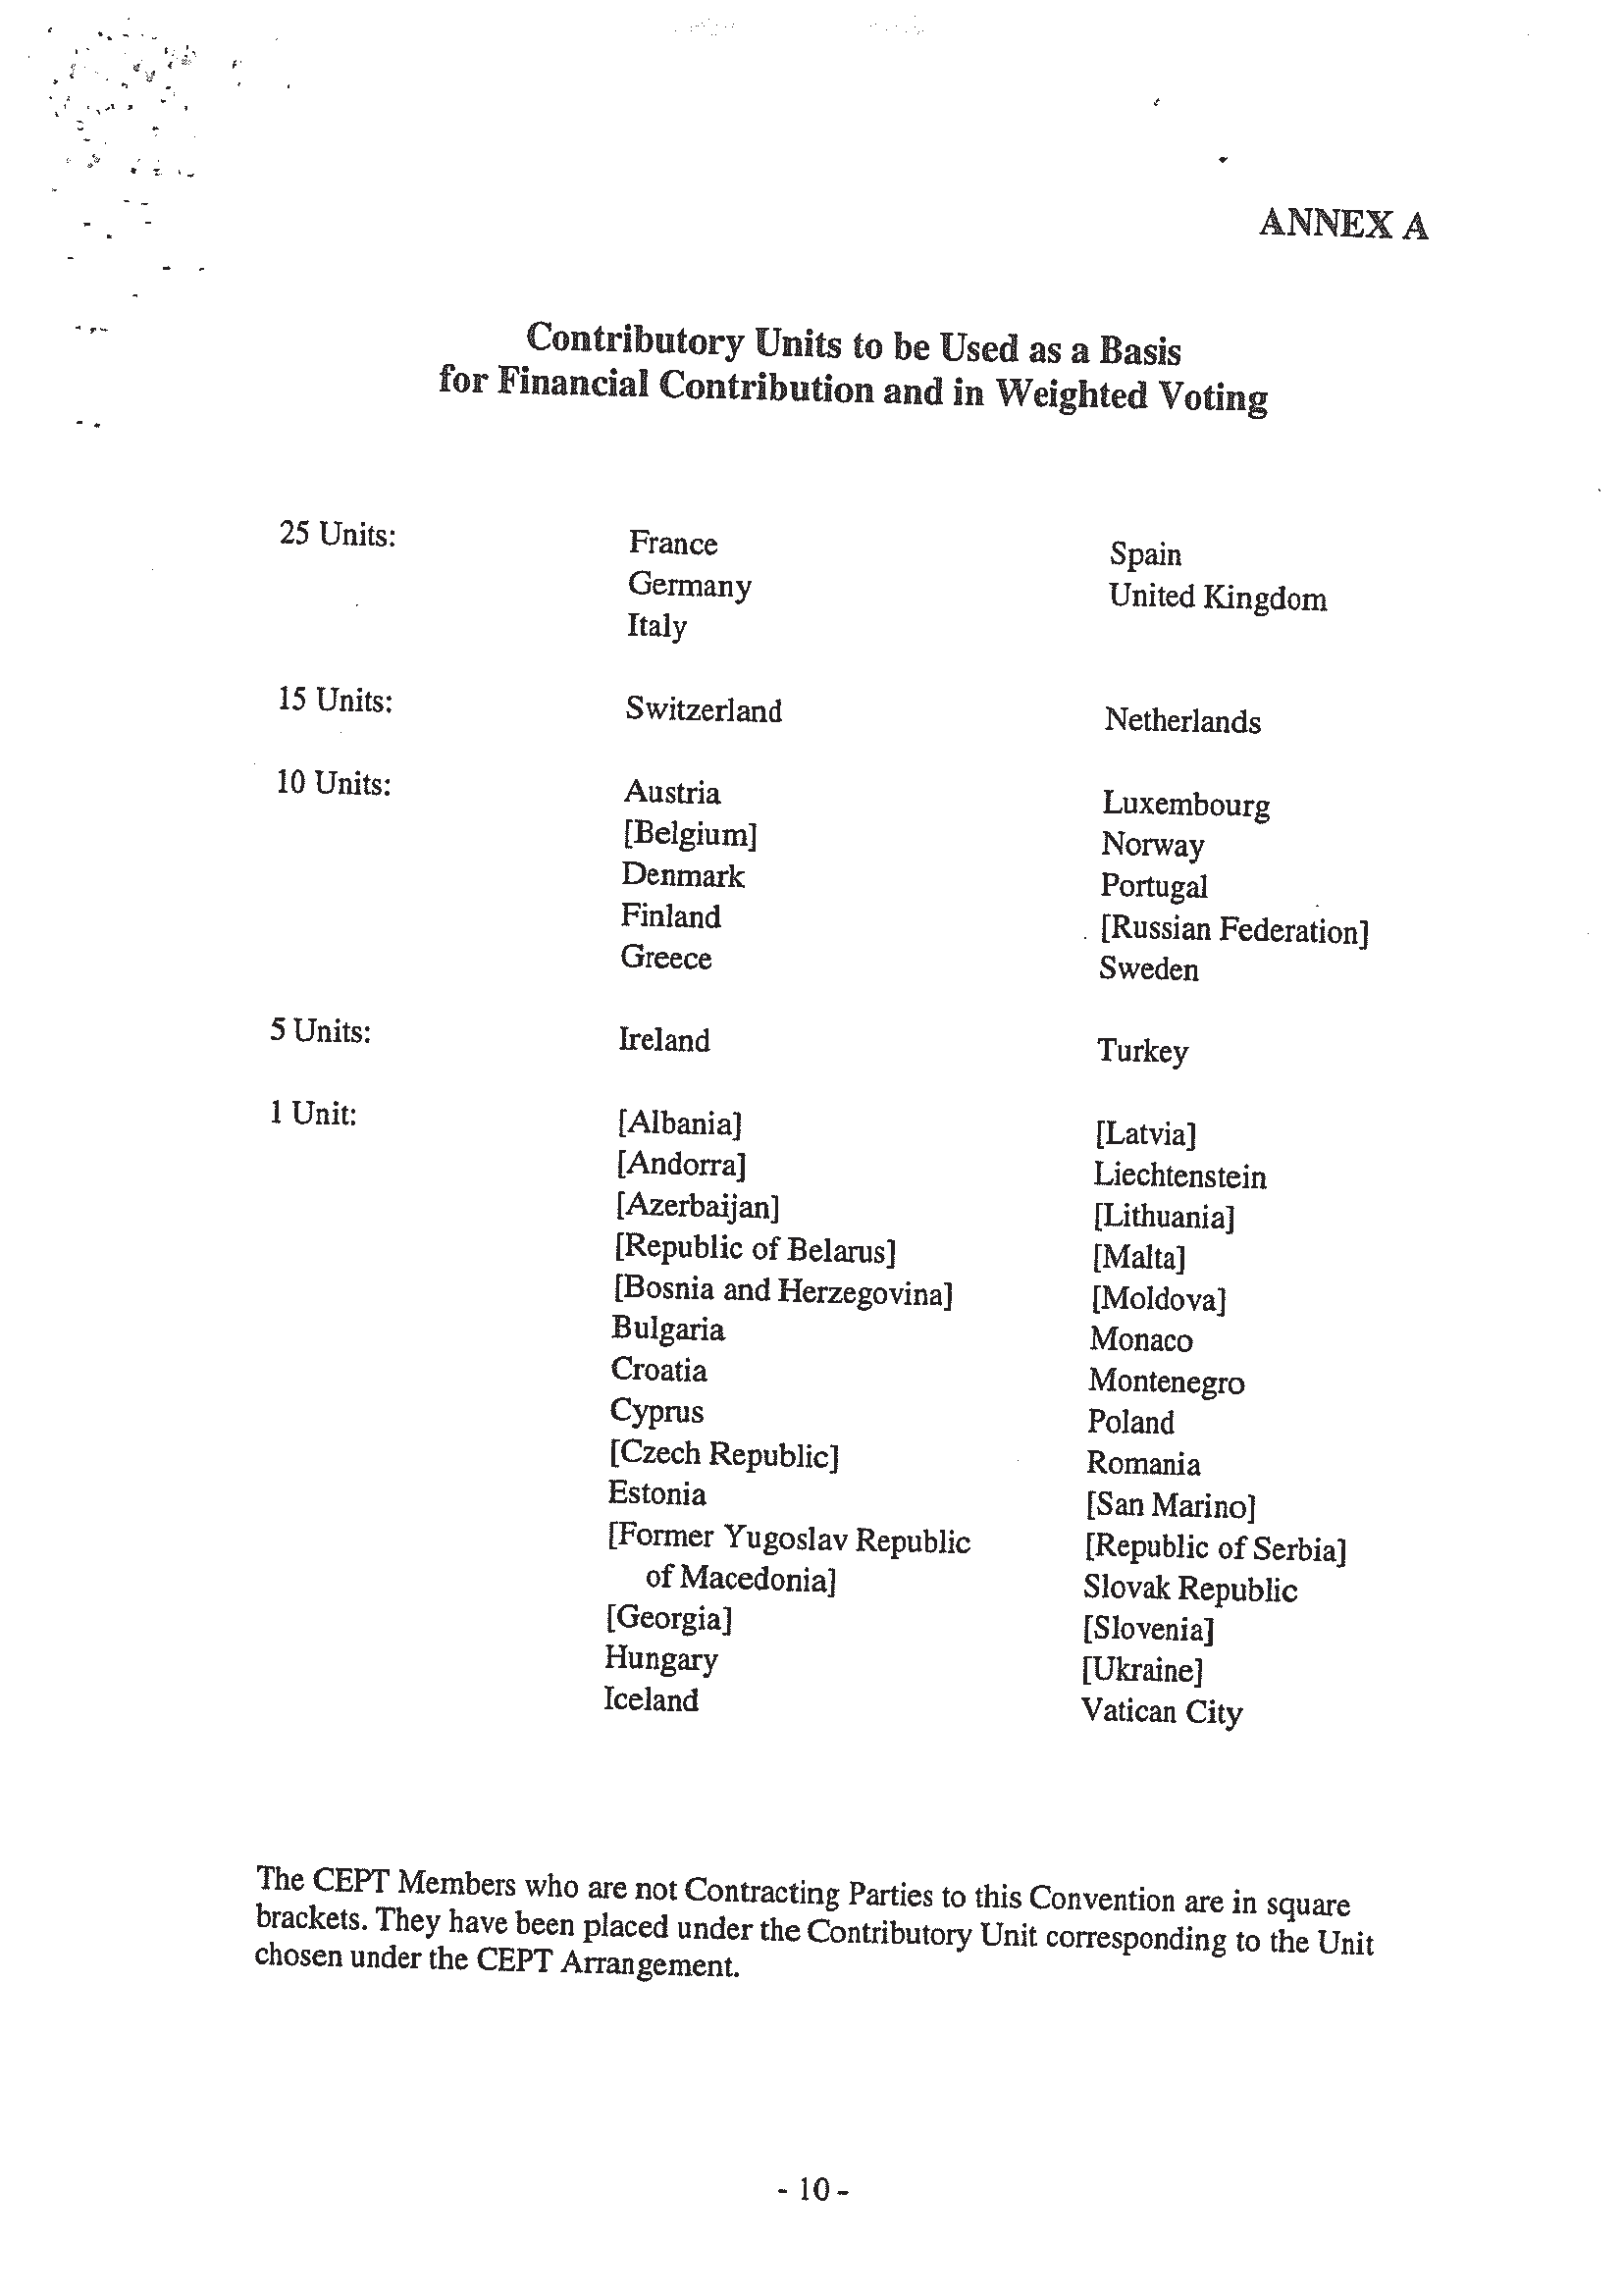 ANNEX A
Contributory Units to be Used as a Basis
for Financial Contribution and in Weighted Voting
25 Units:
France
Germany
Italy
Spain
United Kingdom
15 Units:
Switzerland
Netherlands
10 Units:
Austria
[Belgium]
Denmark
Finland
Greece
Luxembourg
Norway
Portugal
[Russian Federation]
Sweden
5 Units:
Ireland
Turkey
1 Unit:
[Albania]
[Andorra]
[Azerbaijan]
[Republic of Belarus]
[Bosnia and Herzegovina]
Bulgaria
Croatia
Cyprus
[Czech Republic]
Estonia
[Former Yugoslav Republic
of Macedonia]
[Georgia]
Hungary
Iceland
[Latvia]
Liechtenstein
[Lithuania]
[Malta]
[Moldova]
Monaco
Montenegro
Poland
Romania
[San Marino]
[Republic of Serbia]
Slovak Republic
[Slovenia]
[Ukraine]
Vatican City
The CEPT Members who are not Contracting Parties to this Convention are in square
brackets. They have been placed under the Contributory Unit corresponding to the Unit
chosen under the CEPT Arrangement.
- 10 -